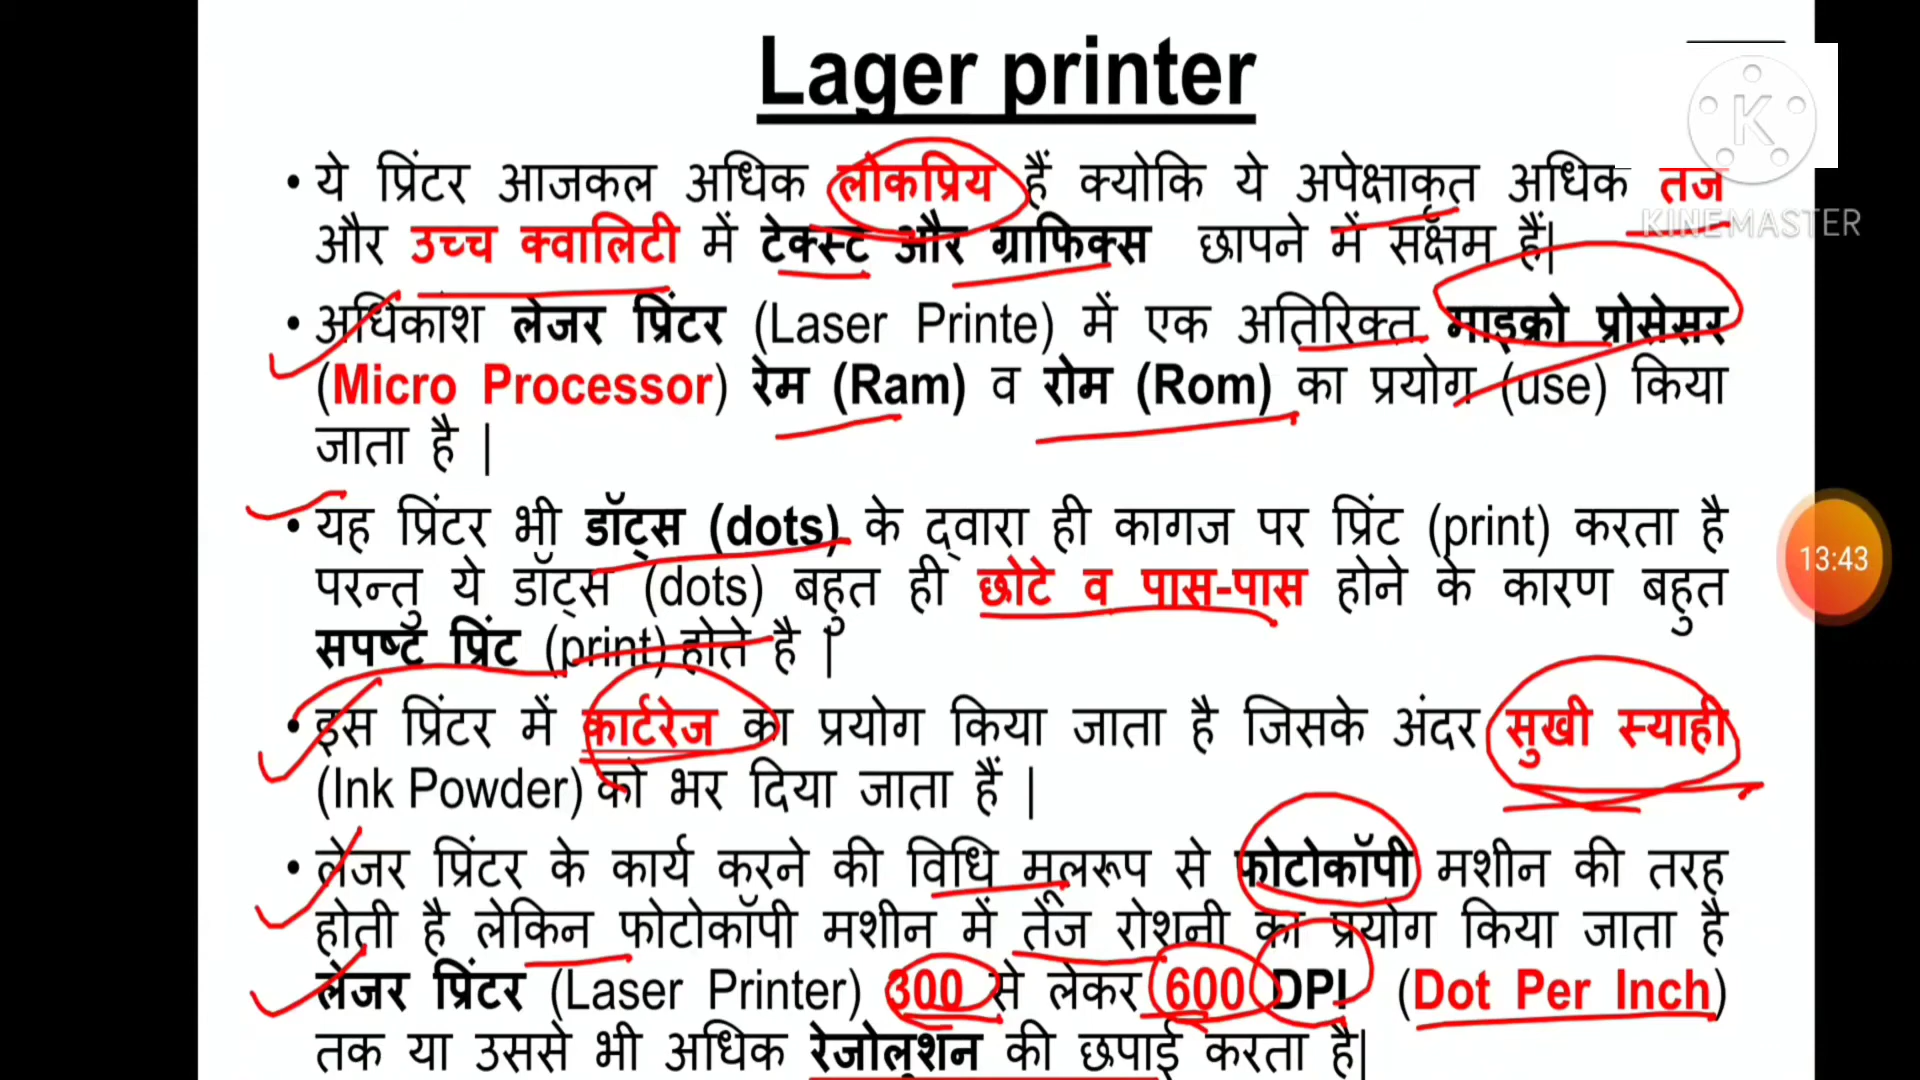 Lager printer
KINEMASTER
• ये प्रिंटर आजकल अधिक लोकप्रिय हैं क्योकि ये अपेक्षाकृत अधिक तेज
और उच्च क्वालिटी में टेक्स्ट और ग्राफिक्स छापने में सक्षम हैं|
• अधिकांश लेजर प्रिंटर (Laser Printe) में एक अतिरिक्त माइक्रो प्रोसेसर
(Micro Processor) रेम (Ram) व रोम (Rom) का प्रयोग (use) किया
जाता है |
• यह प्रिंटर भी डॉट्स (dots) के द्वारा ही कागज पर प्रिंट (print) करता है
13:43
परन्तु ये डॉट्स (dots) बहुत ही छोटे व पास-पास होने के कारण बहुत
सपष्ट प्रिंट (print) होते है |
• इस प्रिंटर में कार्टरेज का प्रयोग किया जाता है जिसके अंदर सुखी स्याही
(Ink Powder) को भर दिया जाता हैं |
• लेजर प्रिंटर के कार्य करने की विधि मूलरूप से फोटोकॉपी मशीन की तरह
होती है लेकिन फोटोकॉपी मशीन में तेज रोशनी का प्रयोग किया जाता है
लेजर प्रिंटर (Laser Printer) 300 से लेकर 600 DPI (Dot Per Inch)
तक या उससे भी अधिक रेजोलुशन की छपाई करता है|